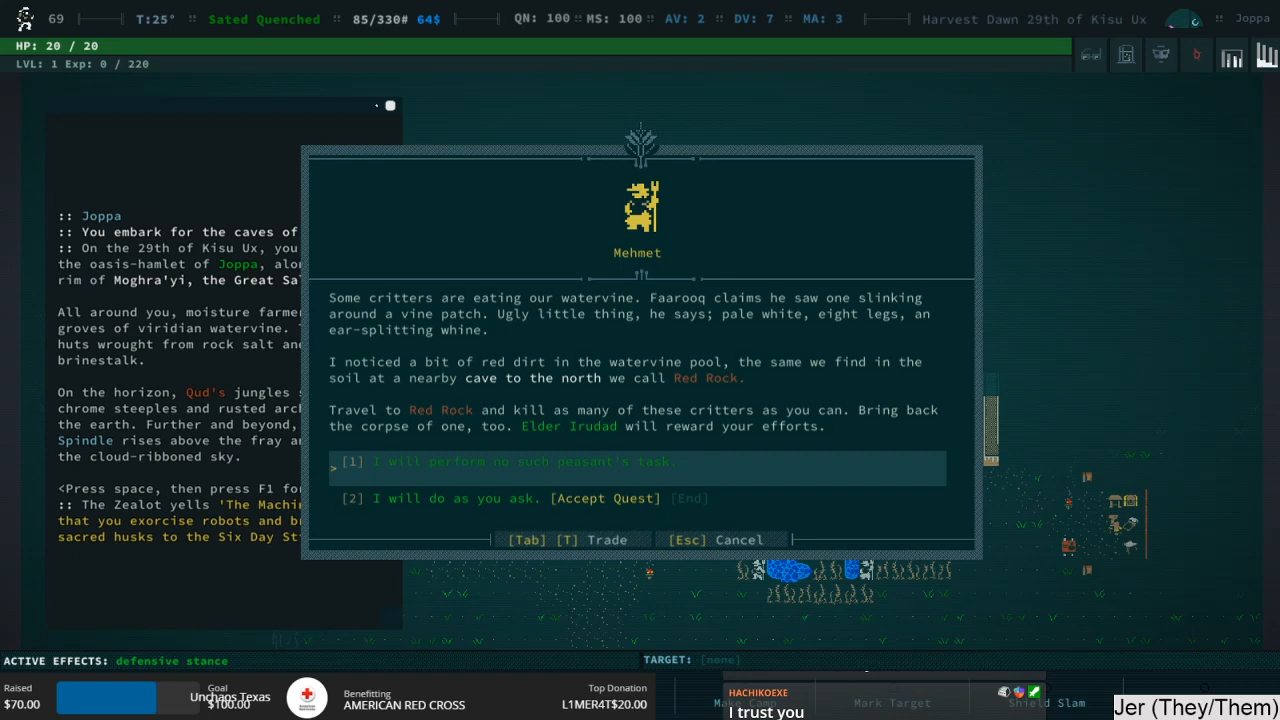 69 T:25° :: Sated Quenched :: 85/330# 64$ QN: 100 :: MS: 100 :: AV: 2 :: DV: 7 :: MA: 3 Harvest Dawn 29th of Kisu Ux :: Joppa
HP: 20 / 20
LVL: 1 Exp: 0 / 220
:: Joppa
:: You embark for the caves of
:: On the 29th of Kisu Ux, you
the oasis-hamlet of Joppa, alo
rim of Moghra'yi, the Great Sa
All around you, moisture farme
groves of viridian watervine. T
huts wrought from rock salt and
brinestalk.
On the horizon, Qud's jungles s
chrome steeples and rusted arc
the earth. Further and beyond,
Spindle rises above the fray a
the cloud-ribboned sky.
<Press space, then press F1 fo
:: The Zealot yells 'The Machi
that you exorcise robots and b
sacred husks to the Six Day St
Mehmet
Some critters are eating our watervine. Faarooq claims he saw one slinking
around a vine patch. Ugly little thing, he says; pale white, eight legs, an
ear-splitting whine.
I noticed a bit of red dirt in the watervine pool, the same we find in the
soil at a nearby cave to the north we call Red Rock.
Travel to Red Rock and kill as many of these critters as you can. Bring back
the corpse of one, too. Elder Irudad will reward your efforts.
> [1] I will perform no such peasant's task.
[2] I will do as you ask. [Accept Quest] [End]
[Tab] [T] Trade [Esc] Cancel
ACTIVE EFFECTS: defensive stance
TARGET: [none]
Raised
$70.00
Goal
Unchaos Texas
Benefitting
AMERICAN RED CROSS
Top Donation
L1MER4T$20.00
HACHIKOEXE
I trust you
Make Camp Mark Target Shield Slam
Jer (They/Them)